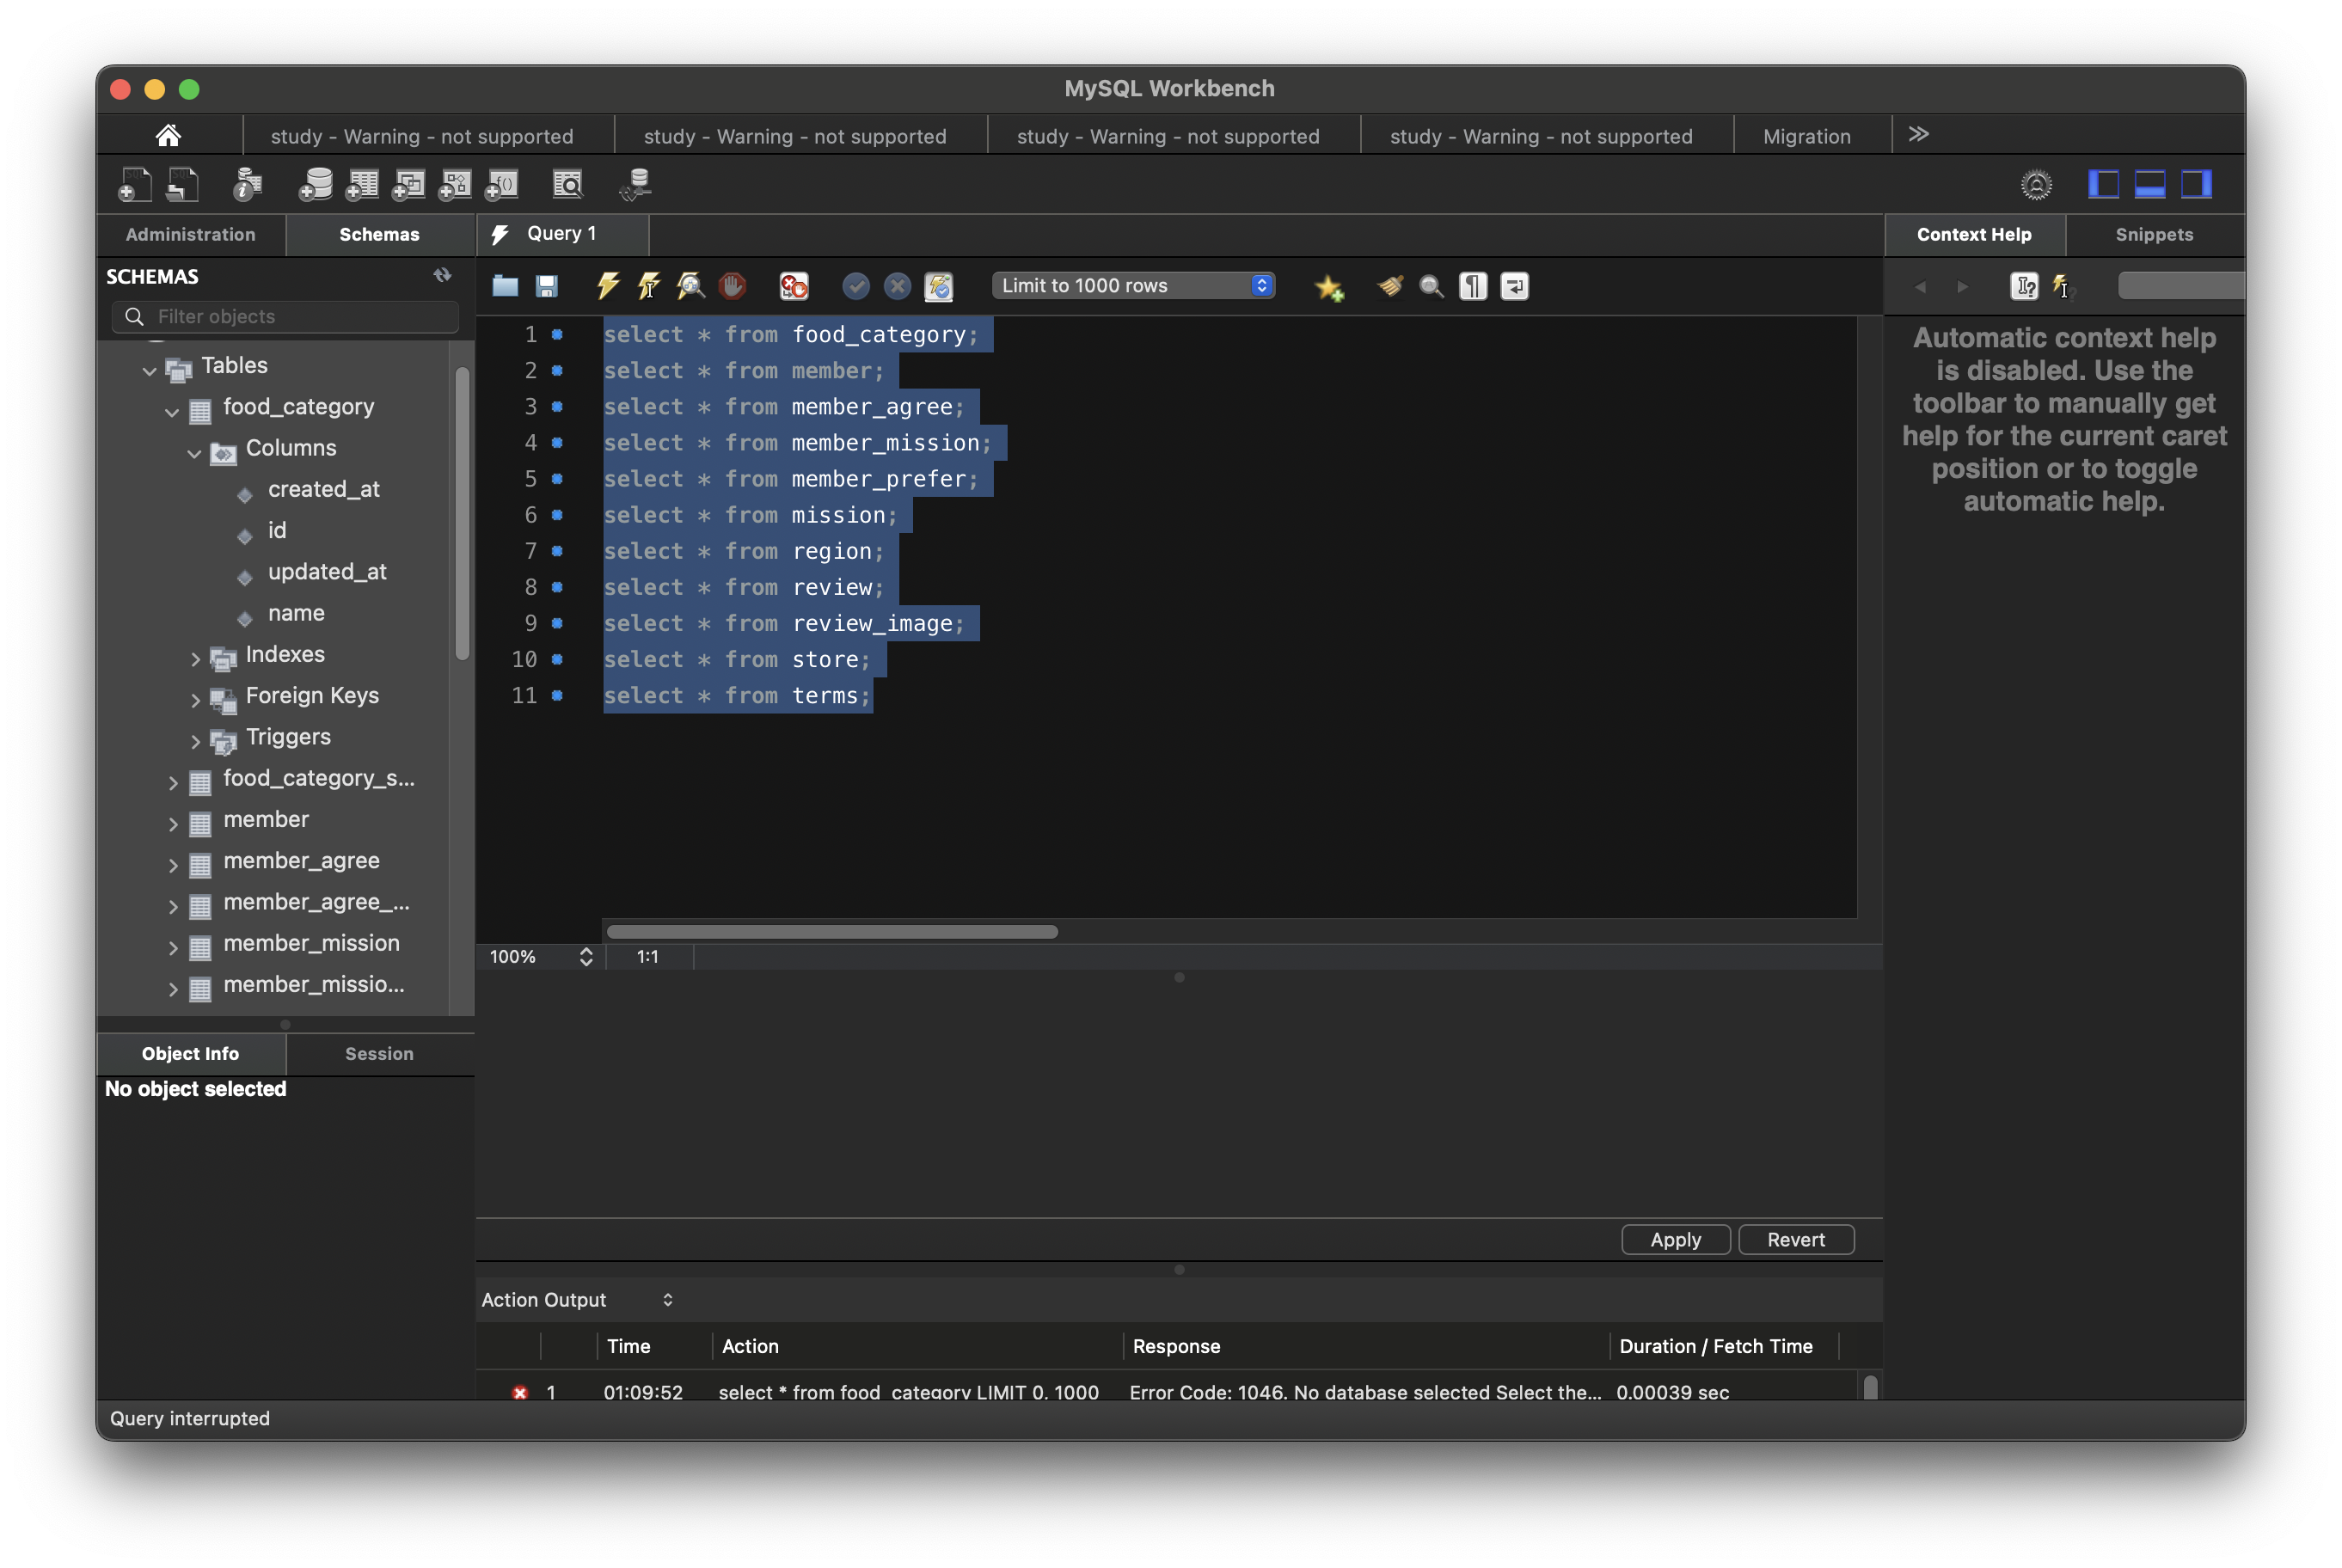 MySQL Workbench
study - Warning - not supported
study - Warning - not supported
study - Warning - not supported
study - Warning - not supported
Migration
Administration
Schemas
SCHEMAS
Filter objects
Tables
food_category
Columns
created_at
id
updated_at
name
Indexes
Foreign Keys
Triggers
food_category_s...
member
member_agree
member_agree_...
member_mission
member_missio...
Object Info
Session
No object selected
Query 1
Limit to 1000 rows
1 select * from food_category;
2 select * from member;
3 select * from member_agree;
4 select * from member_mission;
5 select * from member_prefer;
6 select * from mission;
7 select * from region;
8 select * from review;
9 select * from review_image;
10 select * from store;
11 select * from terms;
100%
1:1
Apply
Revert
Action Output
Time Action Response Duration / Fetch Time
1 01:09:52 select * from food_category LIMIT 0, 1000 Error Code: 1046. No database selected Select the... 0.00039 sec
Context Help
Snippets
Automatic context help
is disabled. Use the
toolbar to manually get
help for the current caret
position or to toggle
automatic help.
Query interrupted